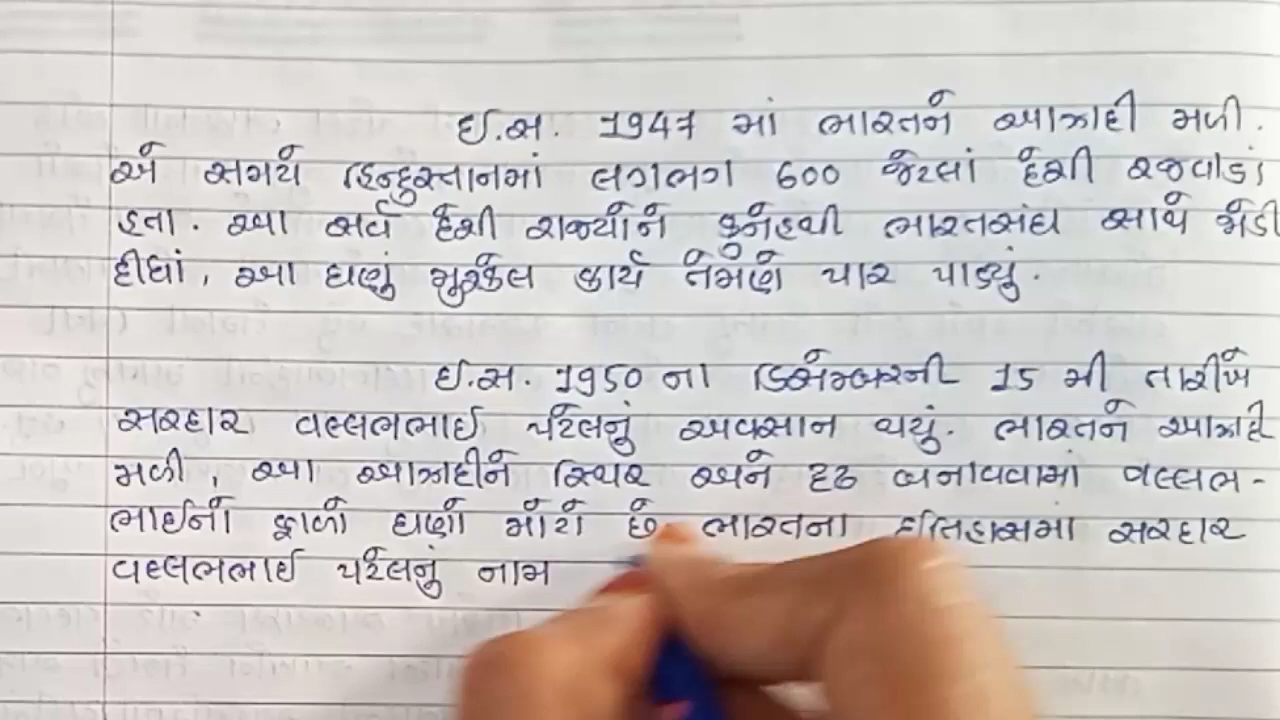 ઈ.સ. 1947 માં ભારતને આઝાદી મળી.
એ સમયે હિન્દુસ્તાનમાં લગભગ 600 જેટલાં દેશી રજવાડાં
હતા. આ સર્વ દેશી રાજ્યોને કુનેહથી ભારતસંઘ સાથે ભેડી
દીધાં, આ ઘણું મુશ્કેલ કાર્ય તેમણે પાર પાડ્યું.
ઈ.સ. 1950 ના ડિસેમ્બરની 15 મી તારીખે
સરદાર વલ્લભભાઈ પટેલનું અવસાન થયું. ભારતને આઝાદી
મળી, આ આઝાદીને સ્થિર અને દૃઢ બનાવવામાં વલ્લભ-
ભાઈનો ફાળો ઘણો મોટો છે. ભારતના ઈતિહાસમાં સરદાર
વલ્લભભાઈ પટેલનું નામ